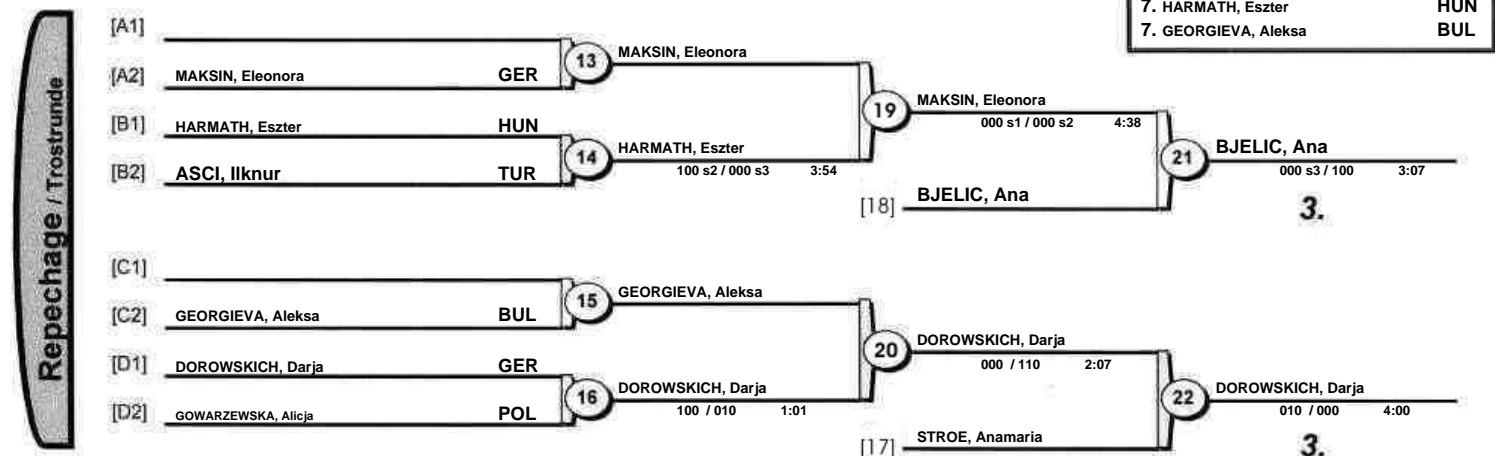 7. HARMATH, Eszter HUN
7. GEORGIEVA, Aleksa BUL
Repechage / Trostrunde
[A1]
13 MAKSIN, Eleonora
[A2] MAKSIN, Eleonora GER
19 MAKSIN, Eleonora
000 s1 / 000 s2 4:38
[B1] HARMATH, Eszter HUN
14 HARMATH, Eszter
100 s2 / 000 s3 3:54
21 BJELIC, Ana
000 s3 / 100 3:07
[B2] ASCI, Ilknur TUR
[18] BJELIC, Ana
3.
[C1]
15 GEORGIEVA, Aleksa
[C2] GEORGIEVA, Aleksa BUL
20 DOROWSKICH, Darja
000 / 110 2:07
[D1] DOROWSKICH, Darja GER
16 DOROWSKICH, Darja
100 / 010 1:01
22 DOROWSKICH, Darja
010 / 000 4:00
[D2] GOWARZEWSKA, Alicja POL
[17] STROE, Anamaria
3.